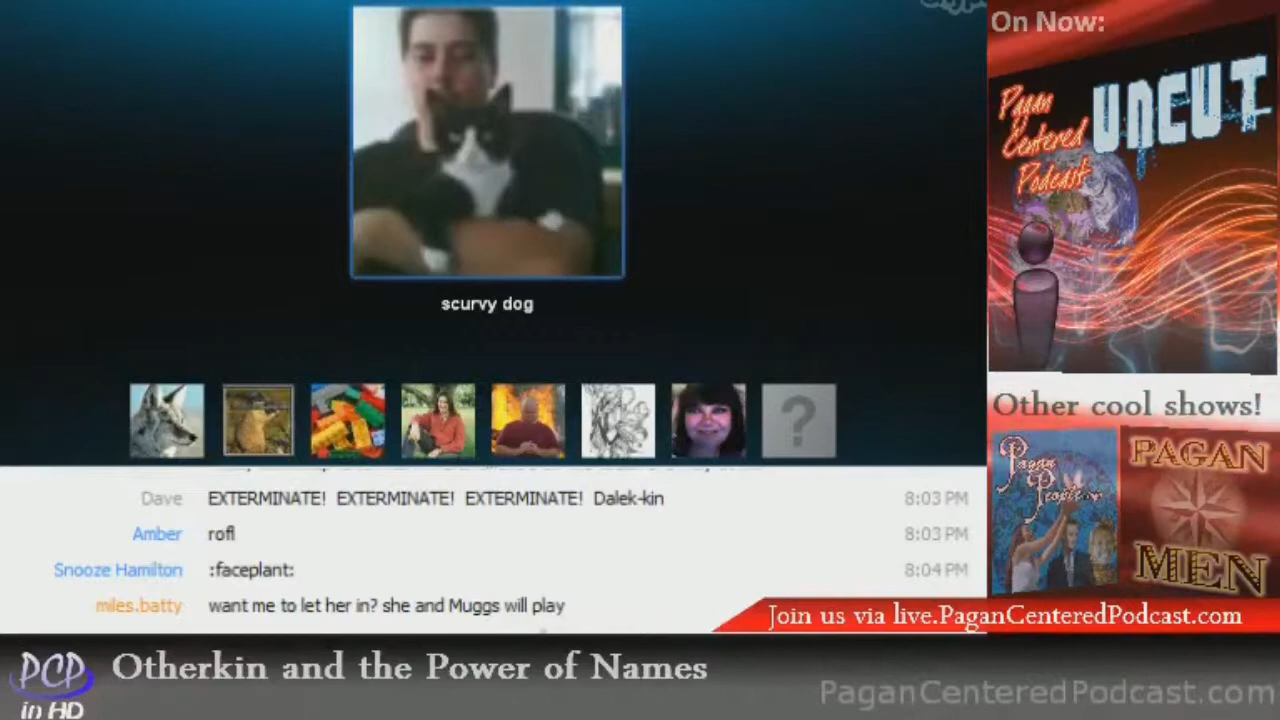 On Now:
Pagan
Centered
Podcast
UNCUT
scurvy dog
?
Other cool shows!
Pagan
People
PAGAN
MEN
Dave EXTERMINATE! EXTERMINATE! EXTERMINATE! Dalek-kin 8:03 PM
Amber rofl 8:03 PM
Snooze Hamilton :faceplant: 8:04 PM
miles.batty want me to let her in? she and Muggs will play
Join us via live.PaganCenteredPodcast.com
PCP
in HD
Otherkin and the Power of Names
PaganCenteredPodcast.com